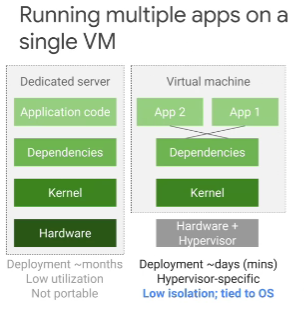 Running multiple apps on a
single VM
Dedicated server
Application code
Dependencies
Kernel
Hardware
Deployment ~months
Low utilization
Not portable
Virtual machine
App 2
App 1
Dependencies
Kernel
Hardware +
Hypervisor
Deployment ~days (mins)
Hypervisor-specific
Low isolation; tied to OS